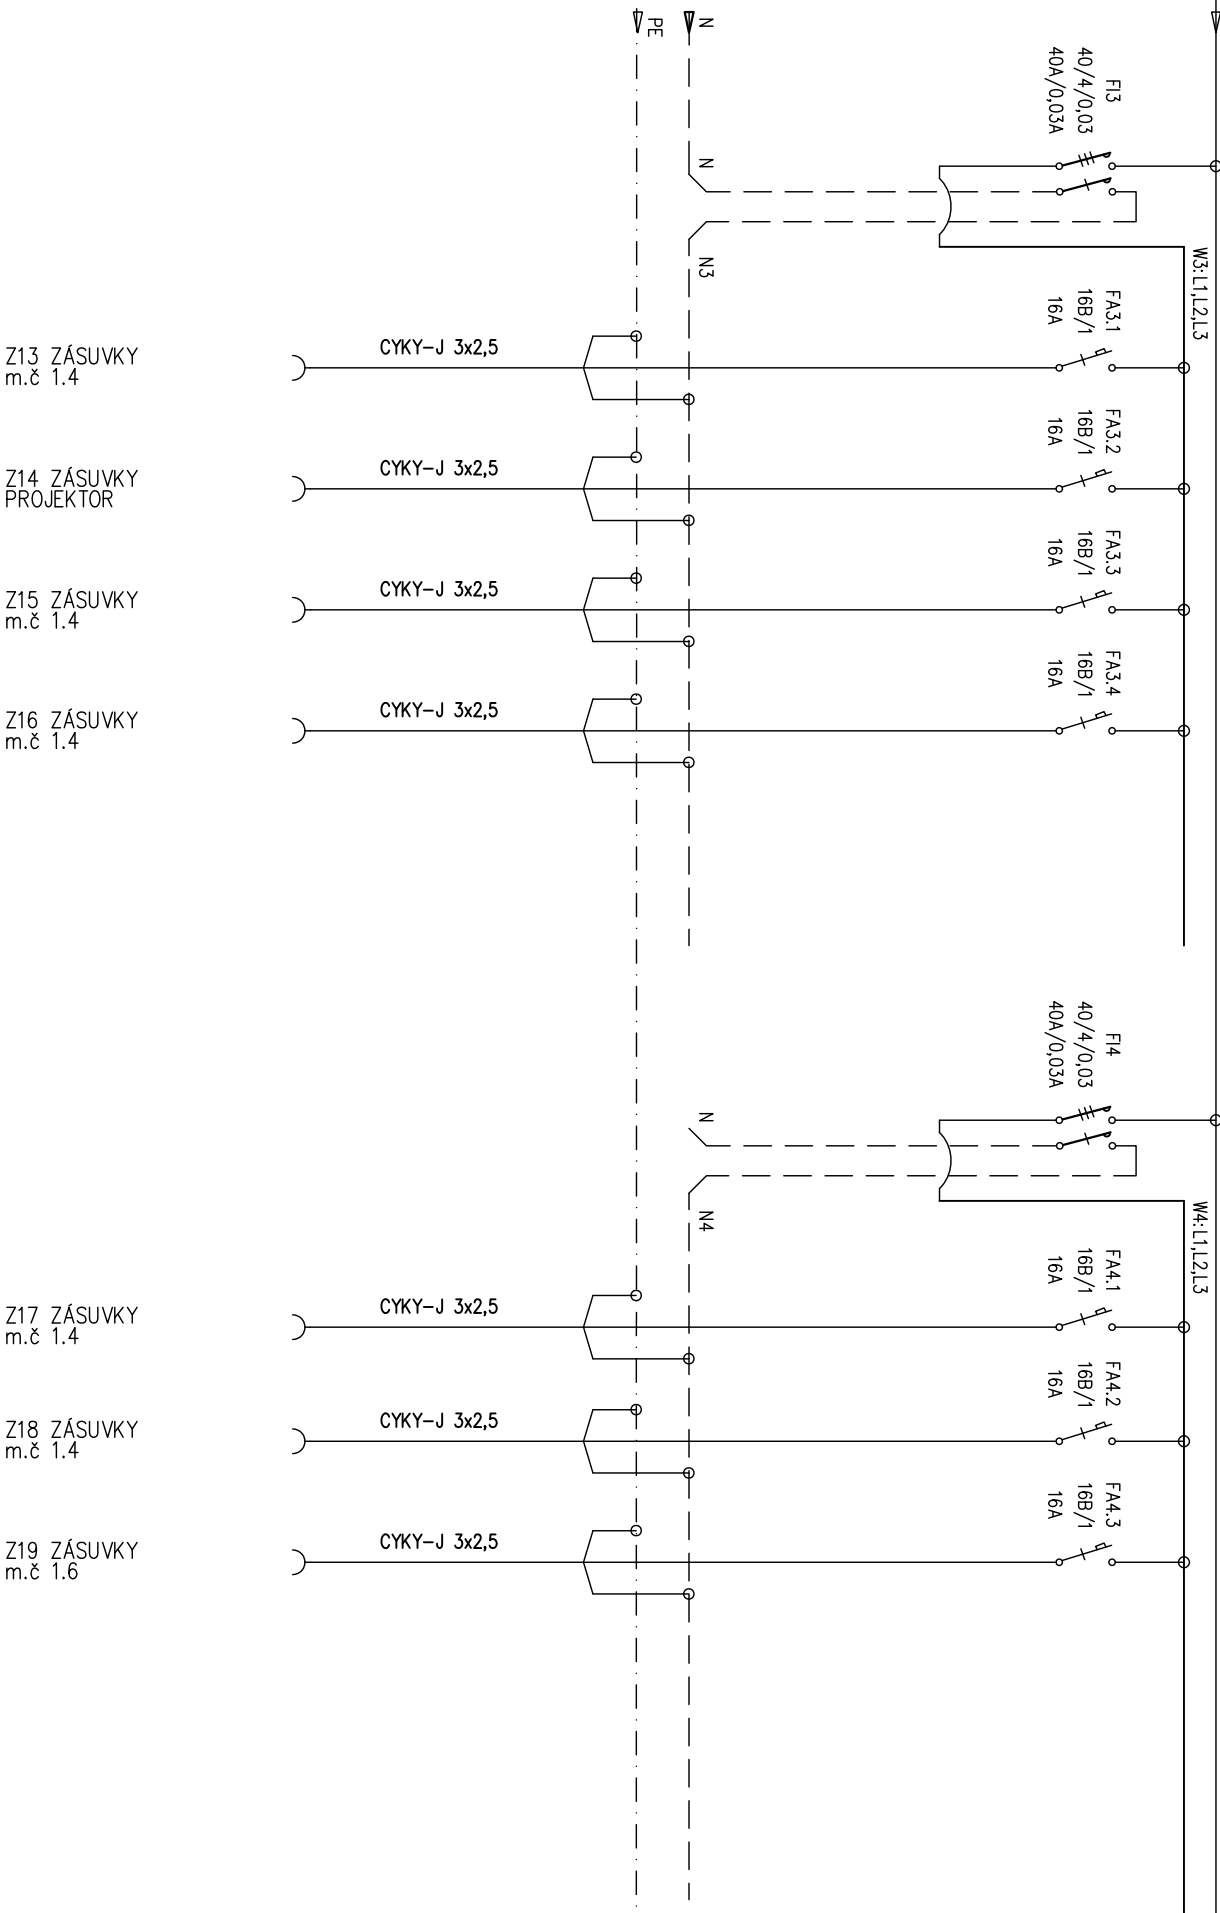 PE
N
FI3
40/4/0,03
40A/0,03A
N
N3
W3:L1,L2,L3
FA3.1
16B/1
16A
Z13 ZÁSUVKY
m.č 1.4
CYKY-J 3x2,5
FA3.2
16B/1
16A
Z14 ZÁSUVKY
PROJEKTOR
CYKY-J 3x2,5
FA3.3
16B/1
16A
Z15 ZÁSUVKY
m.č 1.4
CYKY-J 3x2,5
FA3.4
16B/1
16A
Z16 ZÁSUVKY
m.č 1.4
CYKY-J 3x2,5
FI4
40/4/0,03
40A/0,03A
N
N4
W4:L1,L2,L3
FA4.1
16B/1
16A
Z17 ZÁSUVKY
m.č 1.4
CYKY-J 3x2,5
FA4.2
16B/1
16A
Z18 ZÁSUVKY
m.č 1.4
CYKY-J 3x2,5
FA4.3
16B/1
16A
Z19 ZÁSUVKY
m.č 1.6
CYKY-J 3x2,5